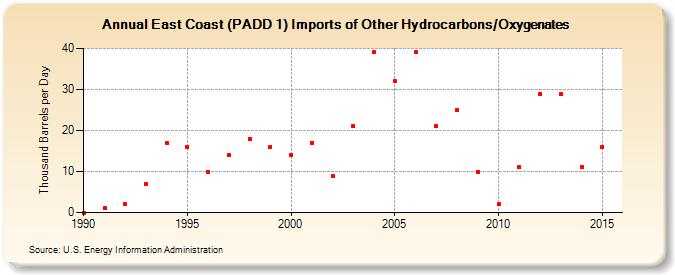 Annual East Coast (PADD 1) Imports of Other Hydrocarbons/Oxygenates
Thousand Barrels per Day
40
30
20
10
0
1990 1995 2000 2005 2010 2015
Source: U.S. Energy Information Administration